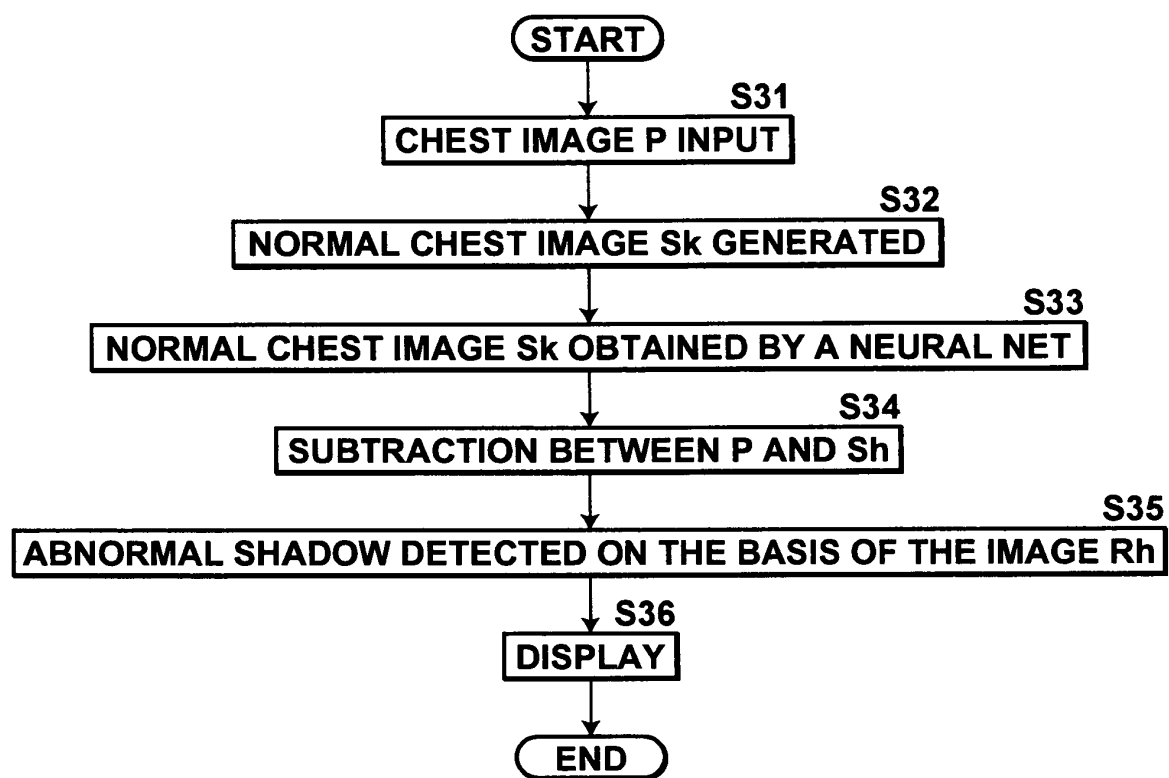 START
S31
CHEST IMAGE P INPUT
S32
NORMAL CHEST IMAGE Sk GENERATED
S33
NORMAL CHEST IMAGE Sk OBTAINED BY A NEURAL NET
S34
SUBTRACTION BETWEEN P AND Sh
S35
ABNORMAL SHADOW DETECTED ON THE BASIS OF THE IMAGE Rh
S36
DISPLAY
END